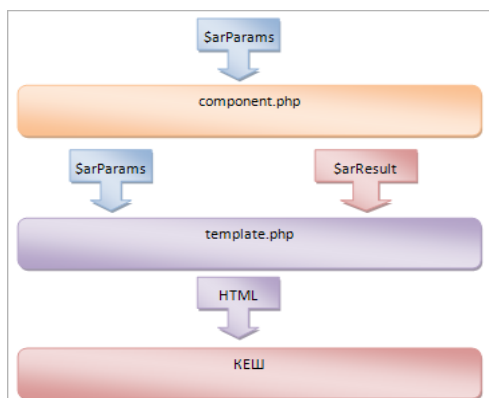 $arParams
component.php
$arParams
$arResult
template.php
HTML
КЕШ